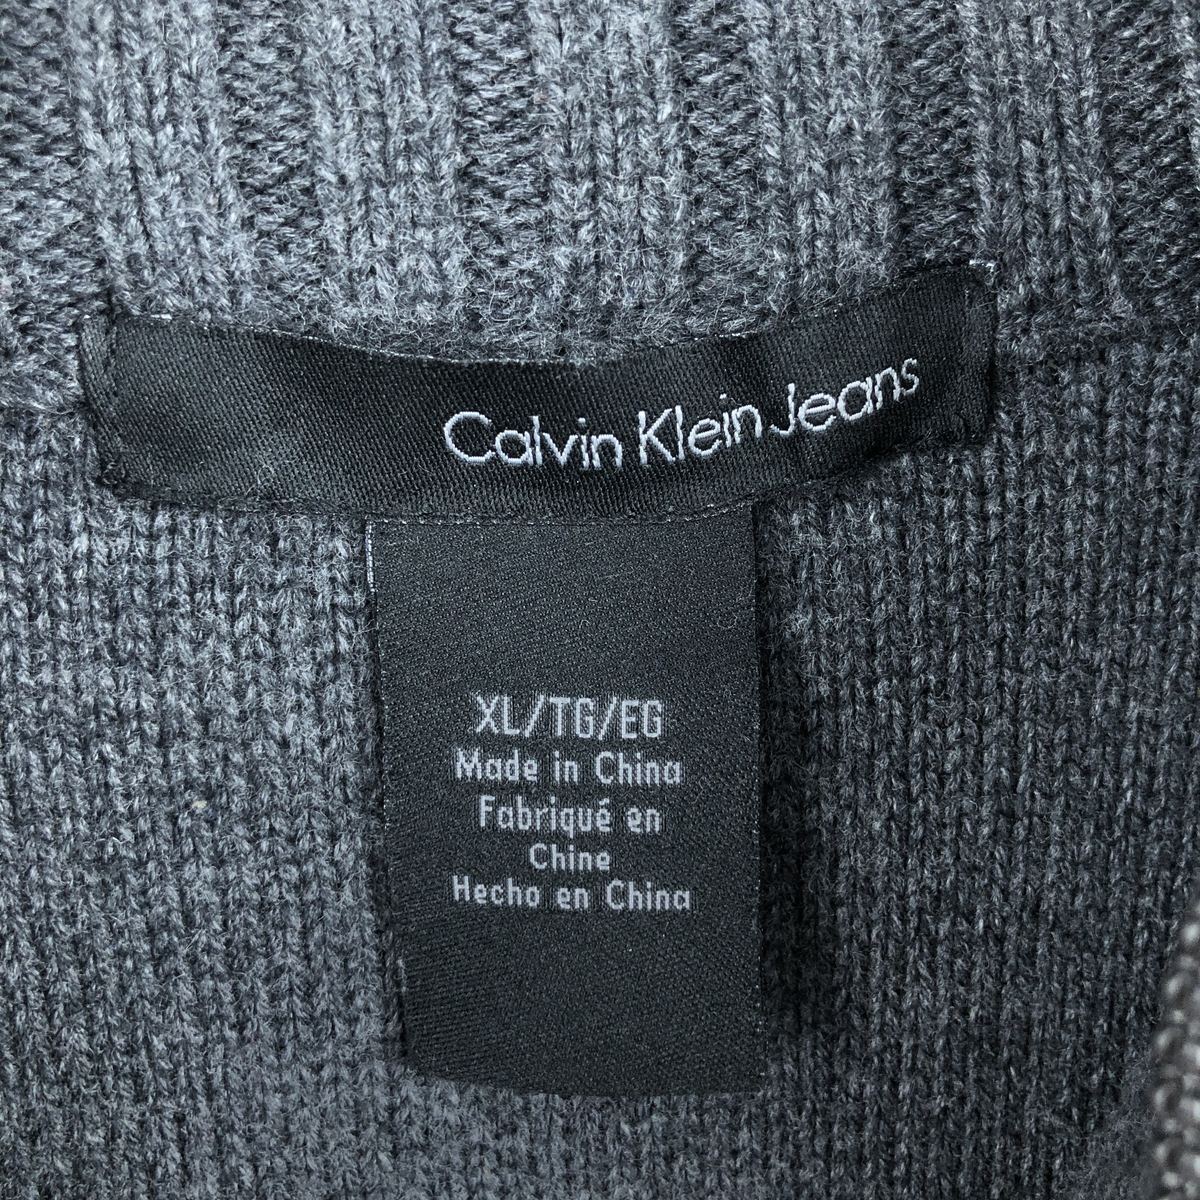 Calvin Klein Jeans
XL/TG/EG
Made in China
Fabriqué en
Chine
Hecho en China